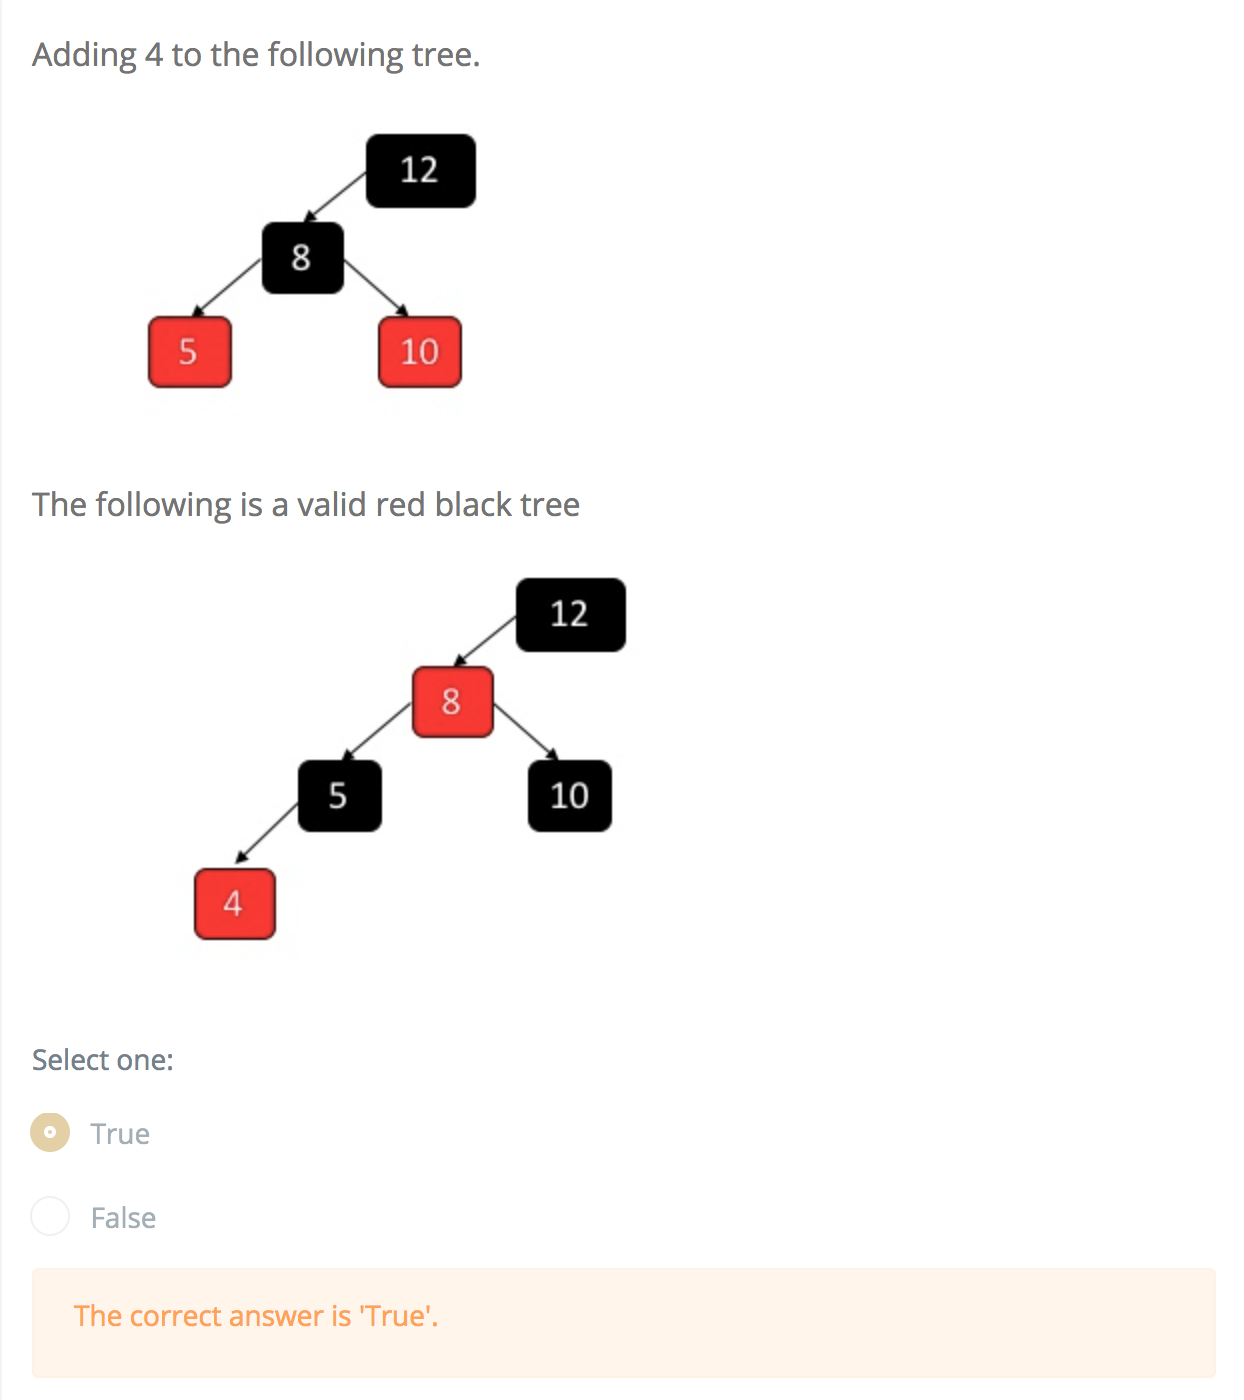 Adding 4 to the following tree.
12
8
5 10
The following is a valid red black tree
12
8
5 10
4
Select one:
True
False
The correct answer is 'True'.